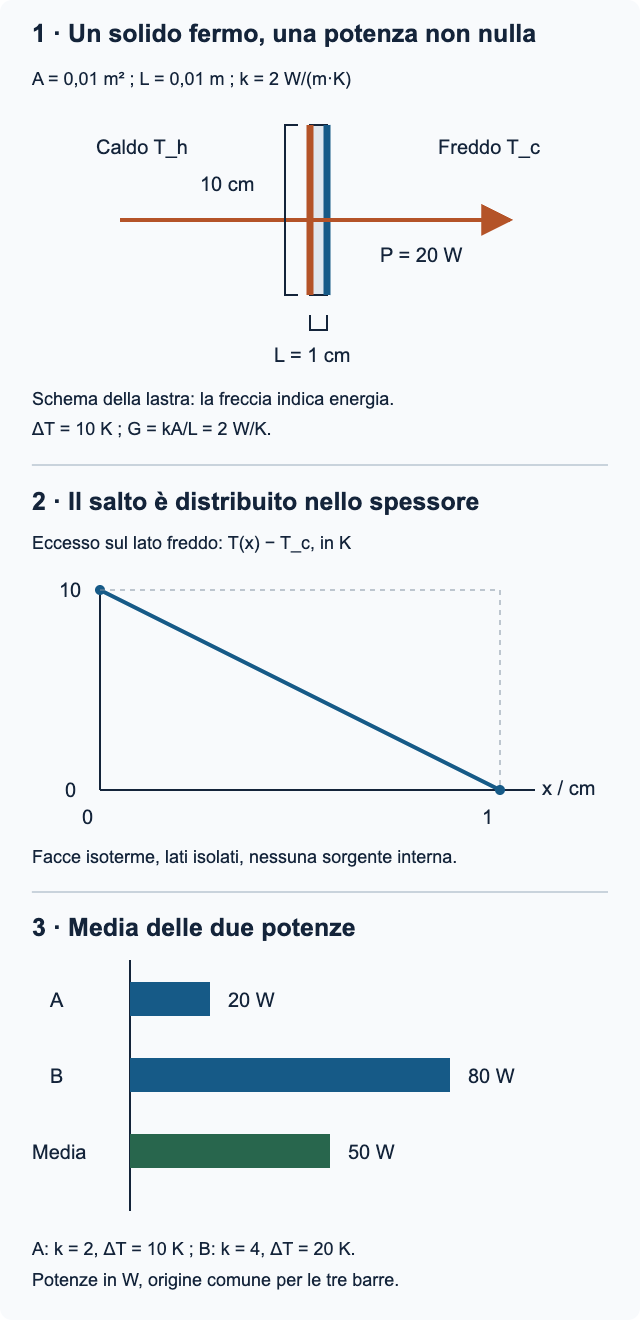 1 · Un solido fermo, una potenza non nulla
A = 0,01 m² ; L = 0,01 m ; k = 2 W/(m·K)
Caldo T_h
Freddo T_c
10 cm
P = 20 W
L = 1 cm
Schema della lastra: la freccia indica energia.
ΔT = 10 K ; G = kA/L = 2 W/K.
2 · Il salto è distribuito nello spessore
Eccesso sul lato freddo: T(x) − T_c, in K
10
0
x / cm
0
1
Facce isoterme, lati isolati, nessuna sorgente interna.
3 · Media delle due potenze
A
20 W
B
80 W
Media
50 W
A: k = 2, ΔT = 10 K ; B: k = 4, ΔT = 20 K.
Potenze in W, origine comune per le tre barre.